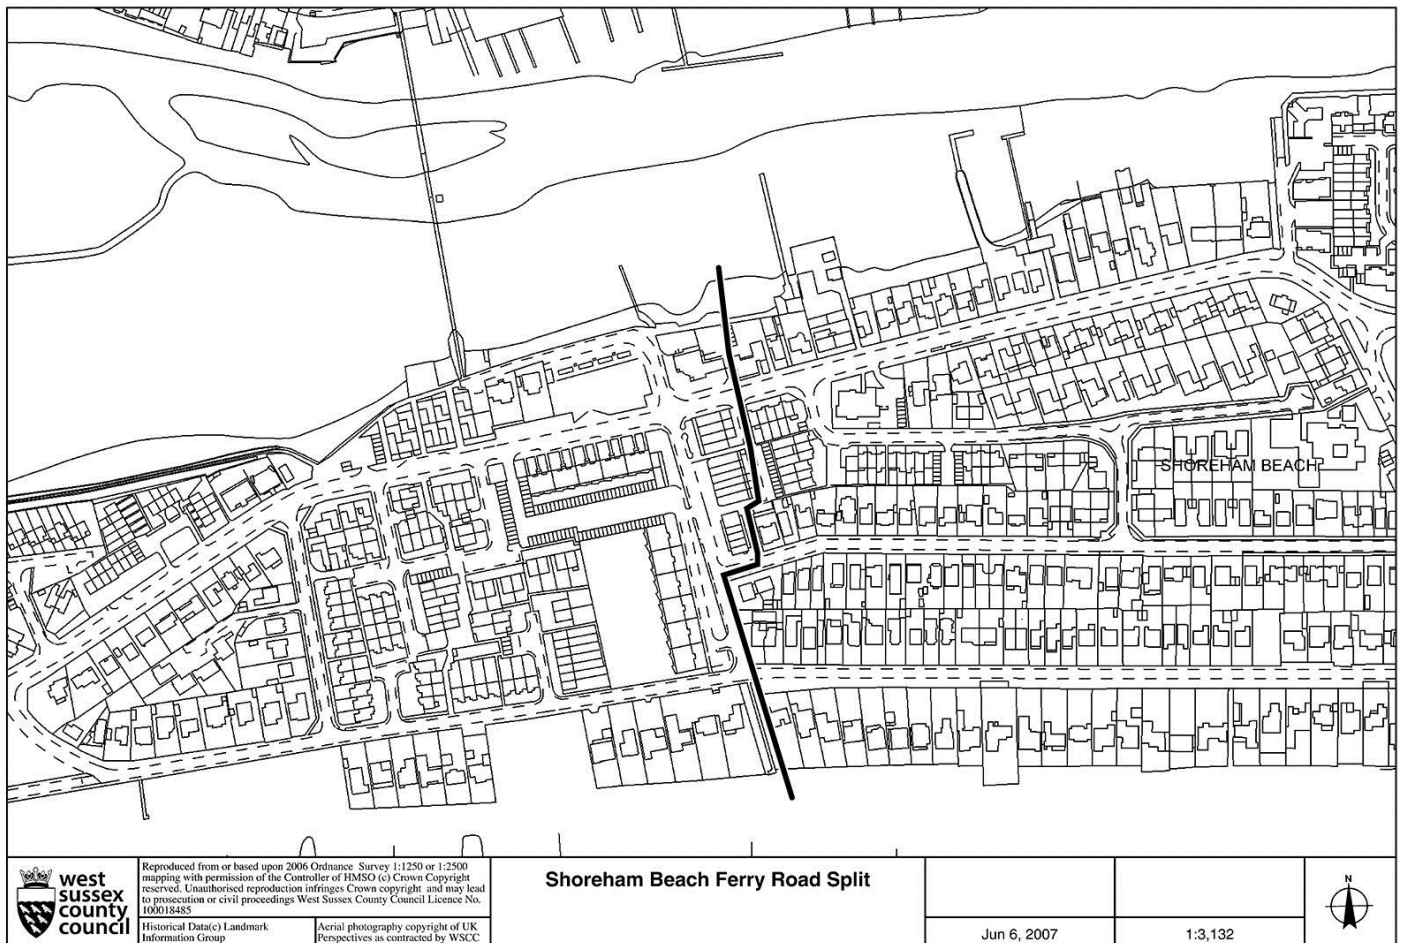 SHOREHAM BEACH
west
sussex
county
council
Reproduced from or based upon 2006 Ordnance Survey 1:1250 or 1:2500
mapping with permission of the Controller of HMSO (c) Crown Copyright
reserved. Unauthorised reproduction infringes Crown copyright and may lead
to prosecution or civil proceedings West Sussex County Council Licence No.
100018485
Historical Data(c) Landmark
Information Group
Aerial photography copyright of UK
Perspectives as contracted by WSCC
Shoreham Beach Ferry Road Split
Jun 6, 2007
1:3,132
N